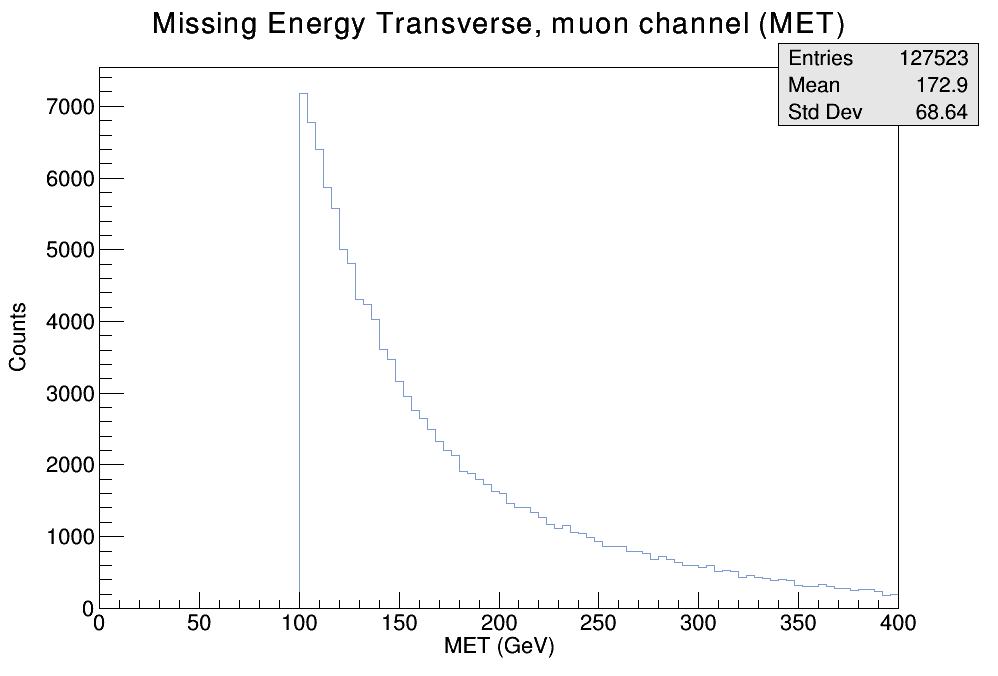 Missing Energy Transverse, muon channel (MET)
Entries 127523
Mean 172.9
Std Dev 68.64
7000
6000
5000
4000
3000
2000
1000
0
Counts
0 50 100 150 200 250 300 350 400
MET (GeV)